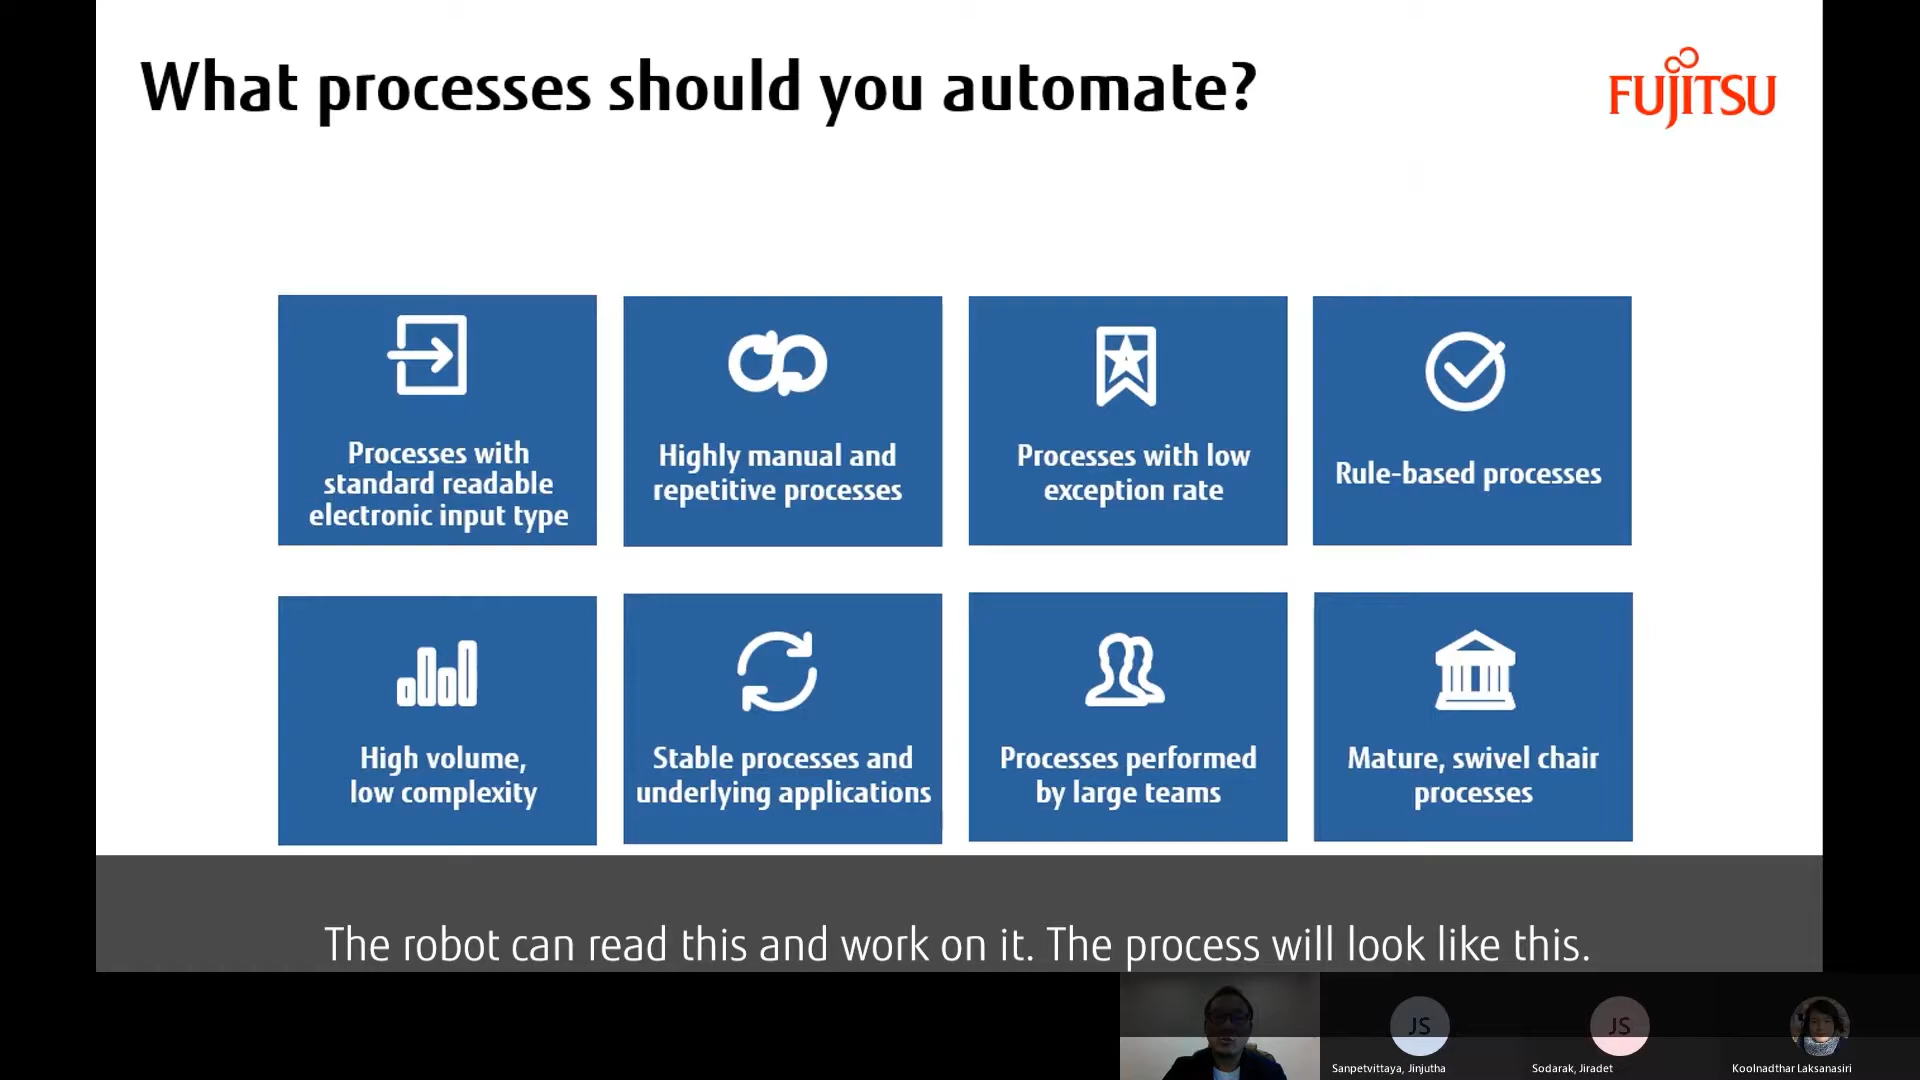 What processes should you automate?
FUJITSU
Processes with
standard readable
electronic input type
Highly manual and
repetitive processes
Processes with low
exception rate
Rule-based processes
High volume,
low complexity
Stable processes and
underlying applications
Processes performed
by large teams
Mature, swivel chair
processes
The robot can read this and work on it. The process will look like this.
JS
JS
Sanpetvittaya, Jinjutha
Sodarak, Jiradet
Koolnadthar Laksanasiri